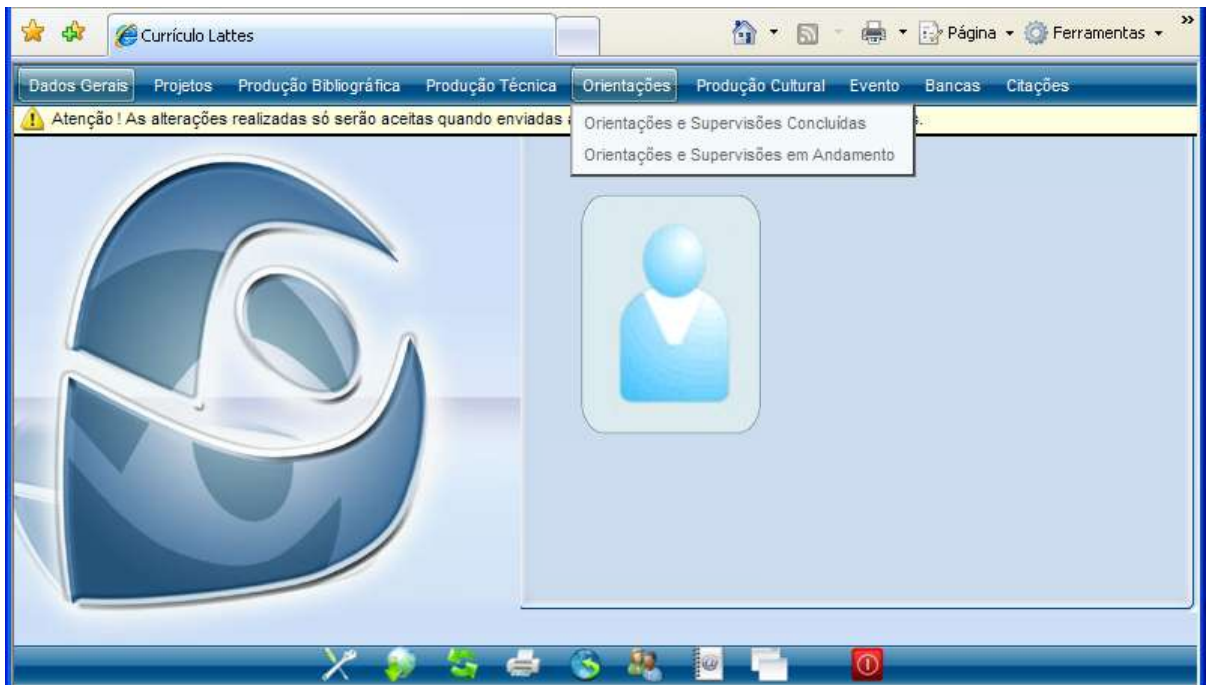 Currículo Lattes
Página
Ferramentas
»
Dados Gerais Projetos Produção Bibliográfica Produção Técnica Orientações Produção Cultural Evento Bancas Citações
Atenção ! As alterações realizadas só serão aceitas quando enviadas
Orientações e Supervisões Concluídas
Orientações e Supervisões em Andamento